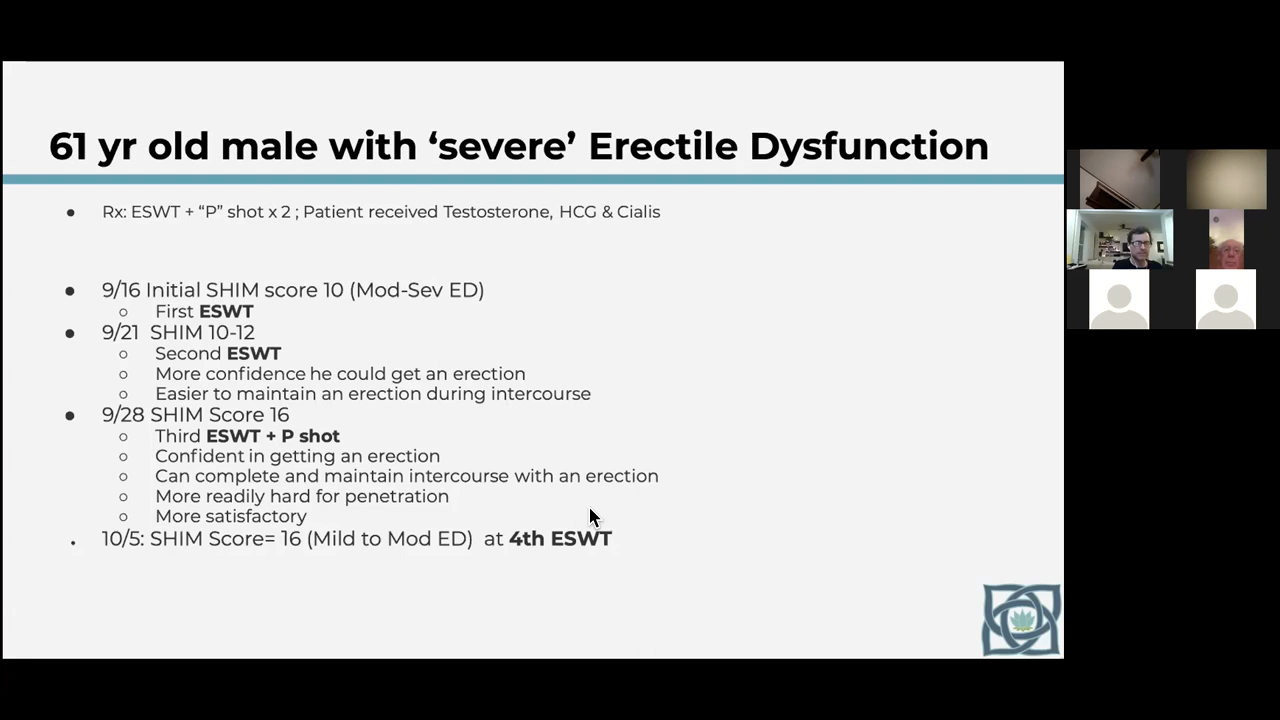 61 yr old male with ‘severe’ Erectile Dysfunction
● Rx: ESWT + “P” shot x 2 ; Patient received Testosterone, HCG & Cialis
● 9/16 Initial SHIM score 10 (Mod-Sev ED)
○ First ESWT
● 9/21 SHIM 10-12
○ Second ESWT
○ More confidence he could get an erection
○ Easier to maintain an erection during intercourse
● 9/28 SHIM Score 16
○ Third ESWT + P shot
○ Confident in getting an erection
○ Can complete and maintain intercourse with an erection
○ More readily hard for penetration
○ More satisfactory
• 10/5: SHIM Score= 16 (Mild to Mod ED) at 4th ESWT